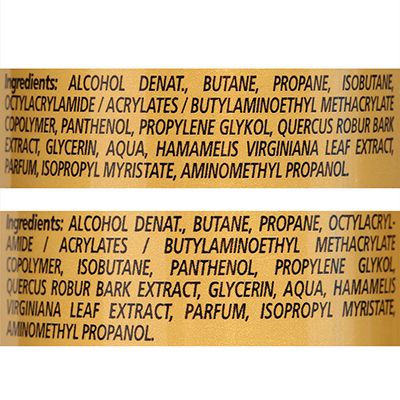 Ingredients: ALCOHOL DENAT., BUTANE, PROPANE, ISOBUTANE,
OCTYLACRYLAMIDE / ACRYLATES / BUTYLAMINOETHYL METHACRYLATE
COPOLYMER, PANTHENOL, PROPYLENE GLYKOL, QUERCUS ROBUR BARK
EXTRACT, GLYCERIN, AQUA, HAMAMELIS VIRGINIANA LEAF EXTRACT,
PARFUM, ISOPROPYL MYRISTATE, AMINOMETHYL PROPANOL.
Ingredients: ALCOHOL DENAT., BUTANE, PROPANE, OCTYLACRYL-
AMIDE / ACRYLATES / BUTYLAMINOETHYL METHACRYLATE
COPOLYMER, ISOBUTANE, PANTHENOL, PROPYLENE GLYKOL,
QUERCUS ROBUR BARK EXTRACT, GLYCERIN, AQUA, HAMAMELIS
VIRGINIANA LEAF EXTRACT, PARFUM, ISOPROPYL MYRISTATE,
AMINOMETHYL PROPANOL.